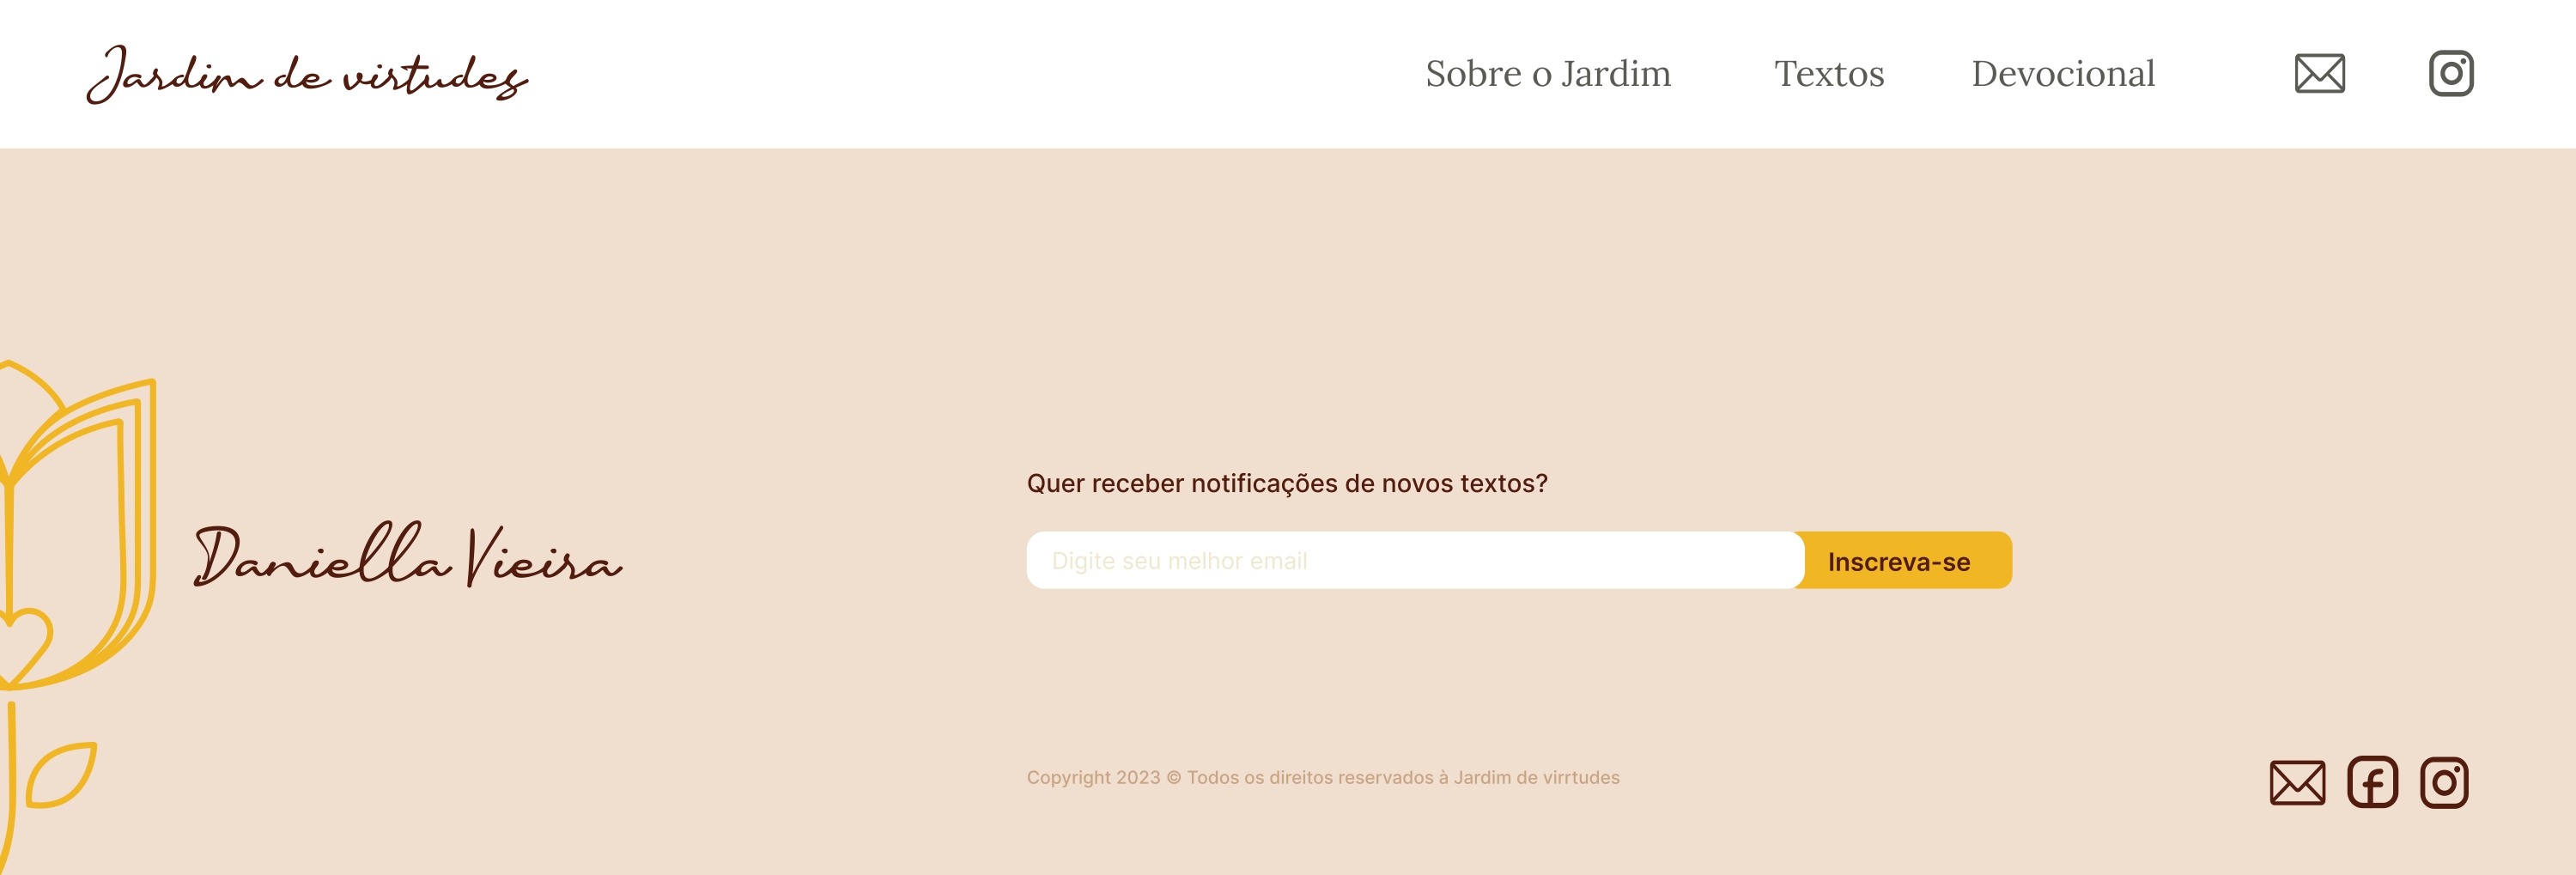 Jardim de virtudes
Sobre o Jardim
Textos
Devocional
Quer receber notificações de novos textos?
Daniella Vieira
Digite seu melhor email
Inscreva-se
Copyright 2023 © Todos os direitos reservados à Jardim de virrtudes